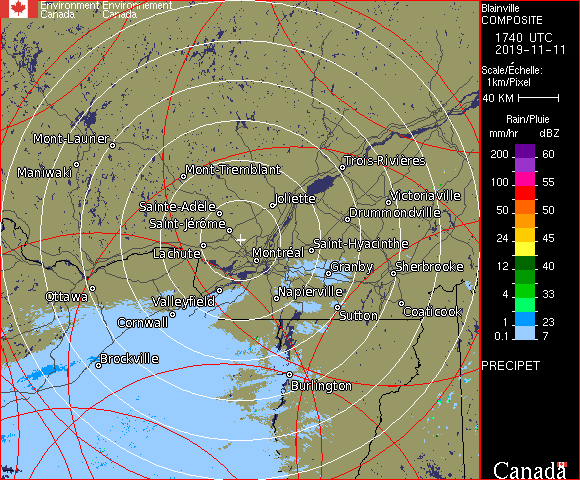 Environment Environnement
Canada Canada
Blainville
COMPOSITE
1740 UTC
2019-11-11
Scale/Échelle:
1km/Pixel
40 KM
Rain/Pluie
mm/hr dBZ
200 60
100 55
50 50
24 45
12 40
4 33
1 23
0.1 7
PRECIPET
Mont-Laurier
Maniwaki
Mont-Tremblant
Trois-Rivières
Joliette
Victoriaville
Sainte-Adèle
Drummondville
Saint-Jérôme
Lachute
Montréal
Saint-Hyacinthe
Granby
Sherbrooke
Ottawa
Valleyfield
Napierville
Cornwall
Sutton
Coaticook
Brockville
Burlington
Canada